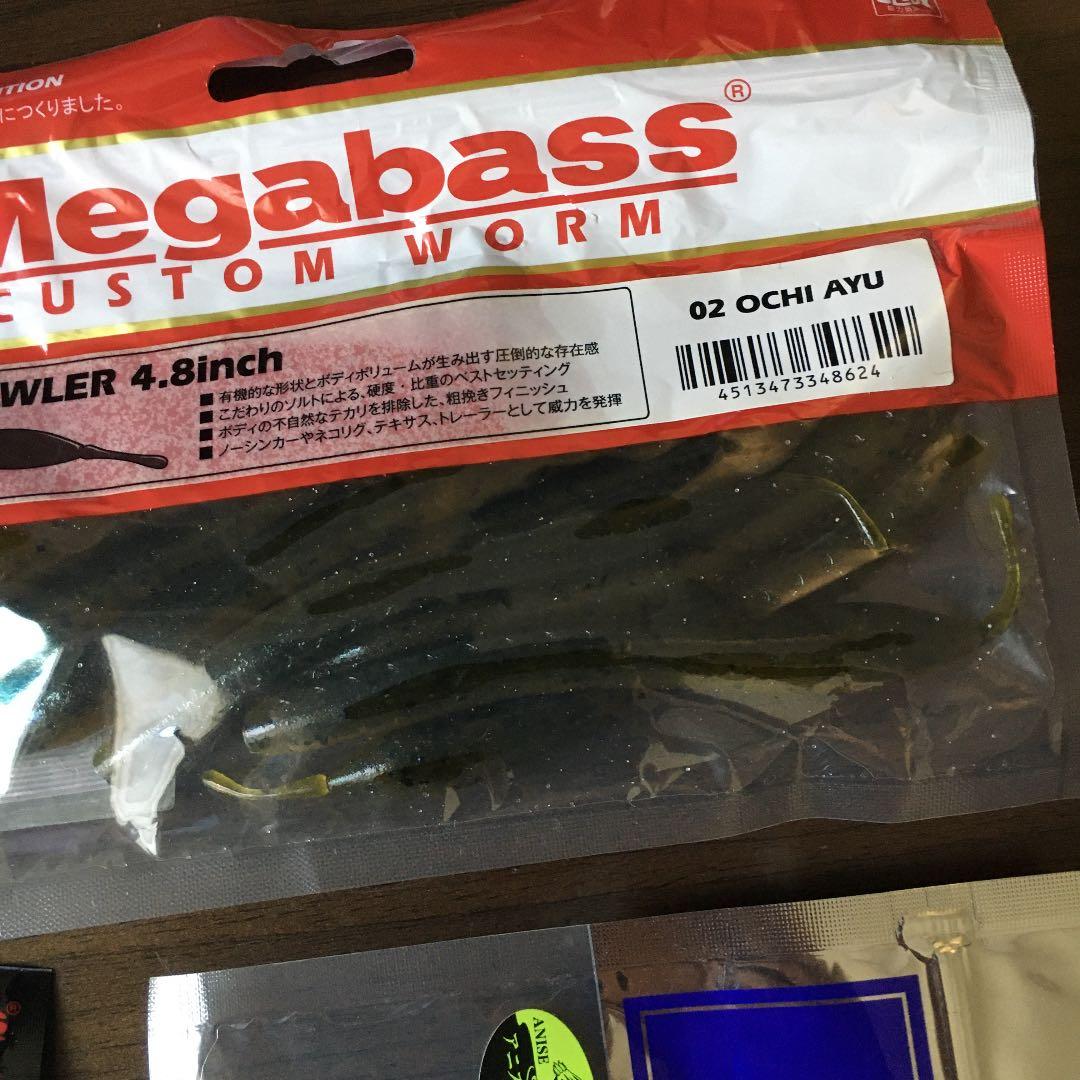 ITION
につくりました。
Megabass®
CUSTOM WORM
WLER 4.8inch
■ 有機的な形状とボディボリュームが生み出す圧倒的な存在感
■ こだわりのソルトによる、硬度・比重のベストセッティング
■ ボディの不自然なテカリを排除した、粗挽きフィニッシュ
■ ノーシンカーやネコリグ、テキサス、トレーラーとして威力を発揮
02 OCHI AYU
4513473348624
ANISE
アニ